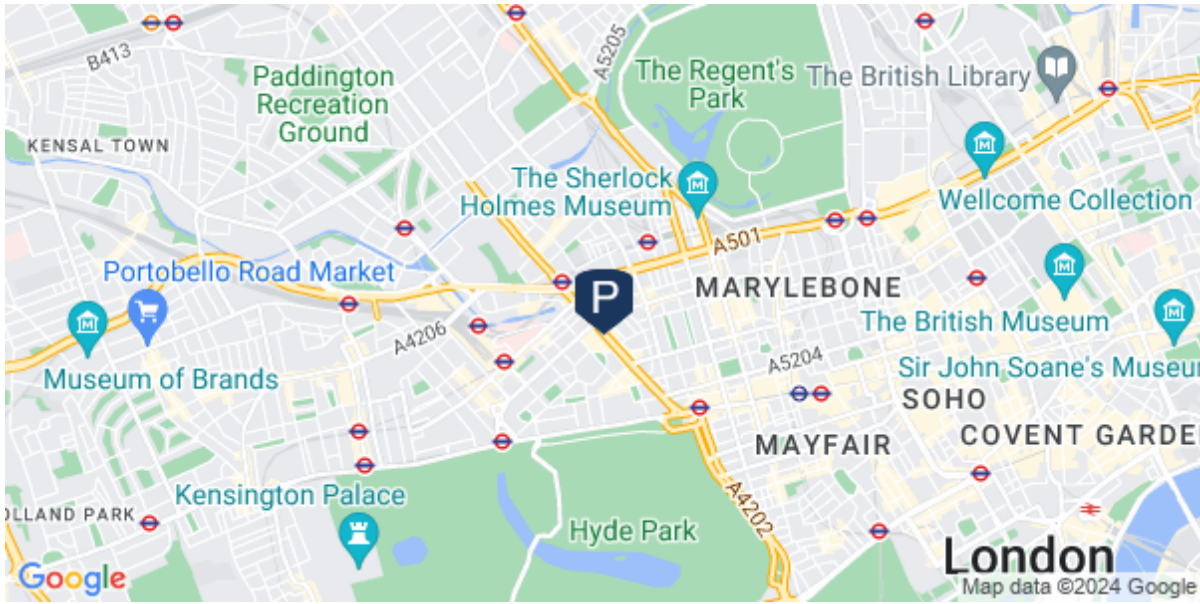 B413
A5205
The Regent's
Park
The British Library
Paddington
Recreation
Ground
KENSAL TOWN
The Sherlock
Holmes Museum
Wellcome Collection
A501
Portobello Road Market
P
MARYLEBONE
The British Museum
A4206
A5204
Museum of Brands
Sir John Soane's Museum
SOHO
MAYFAIR
COVENT GARDE
Kensington Palace
OLLAND PARK
A4202
Hyde Park
London
Google
Map data ©2024 Google